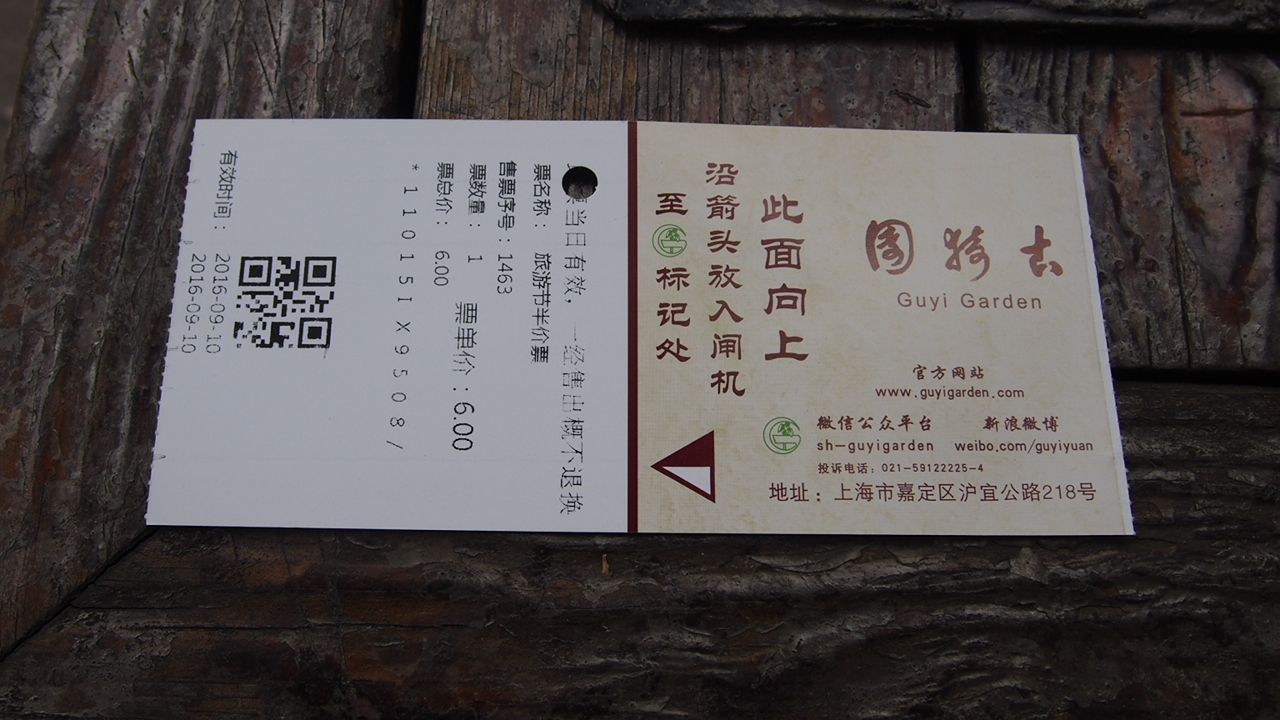 票当日有效，一经售出概不退换
票名称： 旅游节半价票
售票序号：1463
票数量： 1 票单价：6.00
票总价： 6.00
*11015IX9508/
有效时间： 2016-09-10
2016-09-10
此面向上
沿箭头放入闸机
至标记处
古猗园
Guyi Garden
官方网站
www.guyigarden.com
微信公众平台 新浪微博
sh-guyigarden weibo.com/guyiyuan
投诉电话：021-59122225-4
地址：上海市嘉定区沪宜公路218号